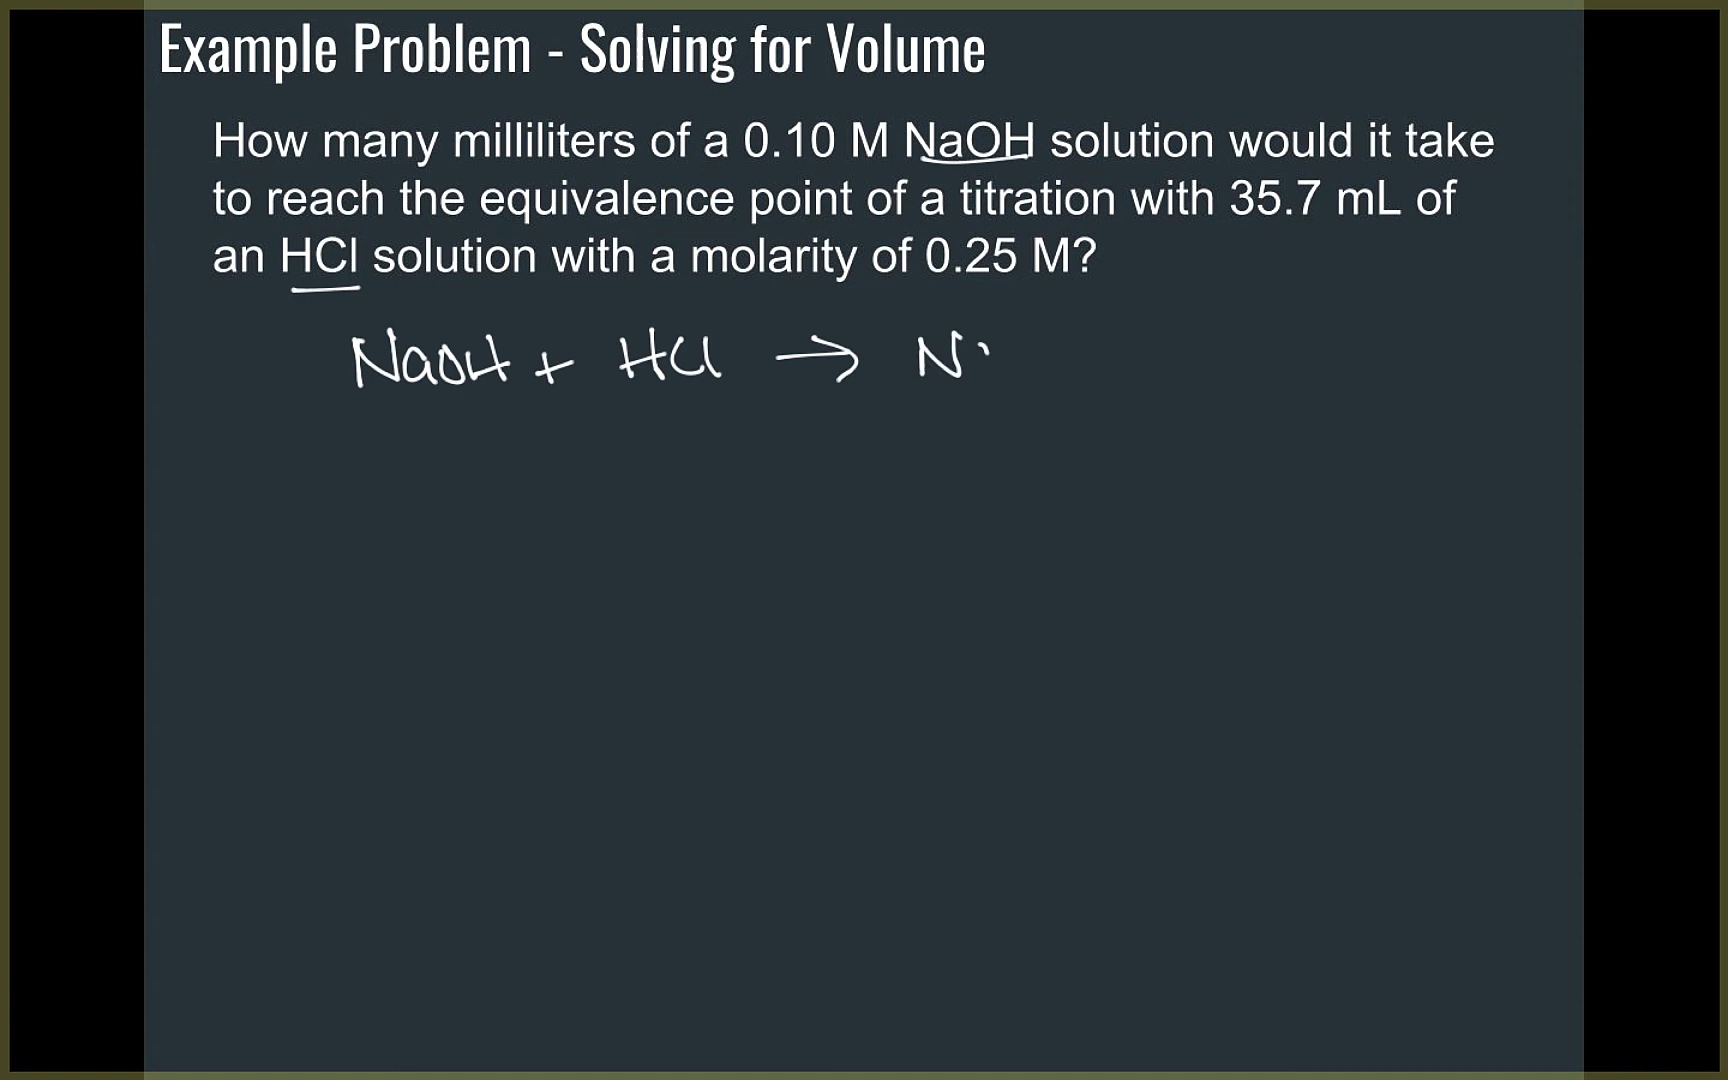 Example Problem - Solving for Volume
How many milliliters of a 0.10 M NaOH solution would it take
to reach the equivalence point of a titration with 35.7 mL of
an HCl solution with a molarity of 0.25 M?
NaOH + HCl → N